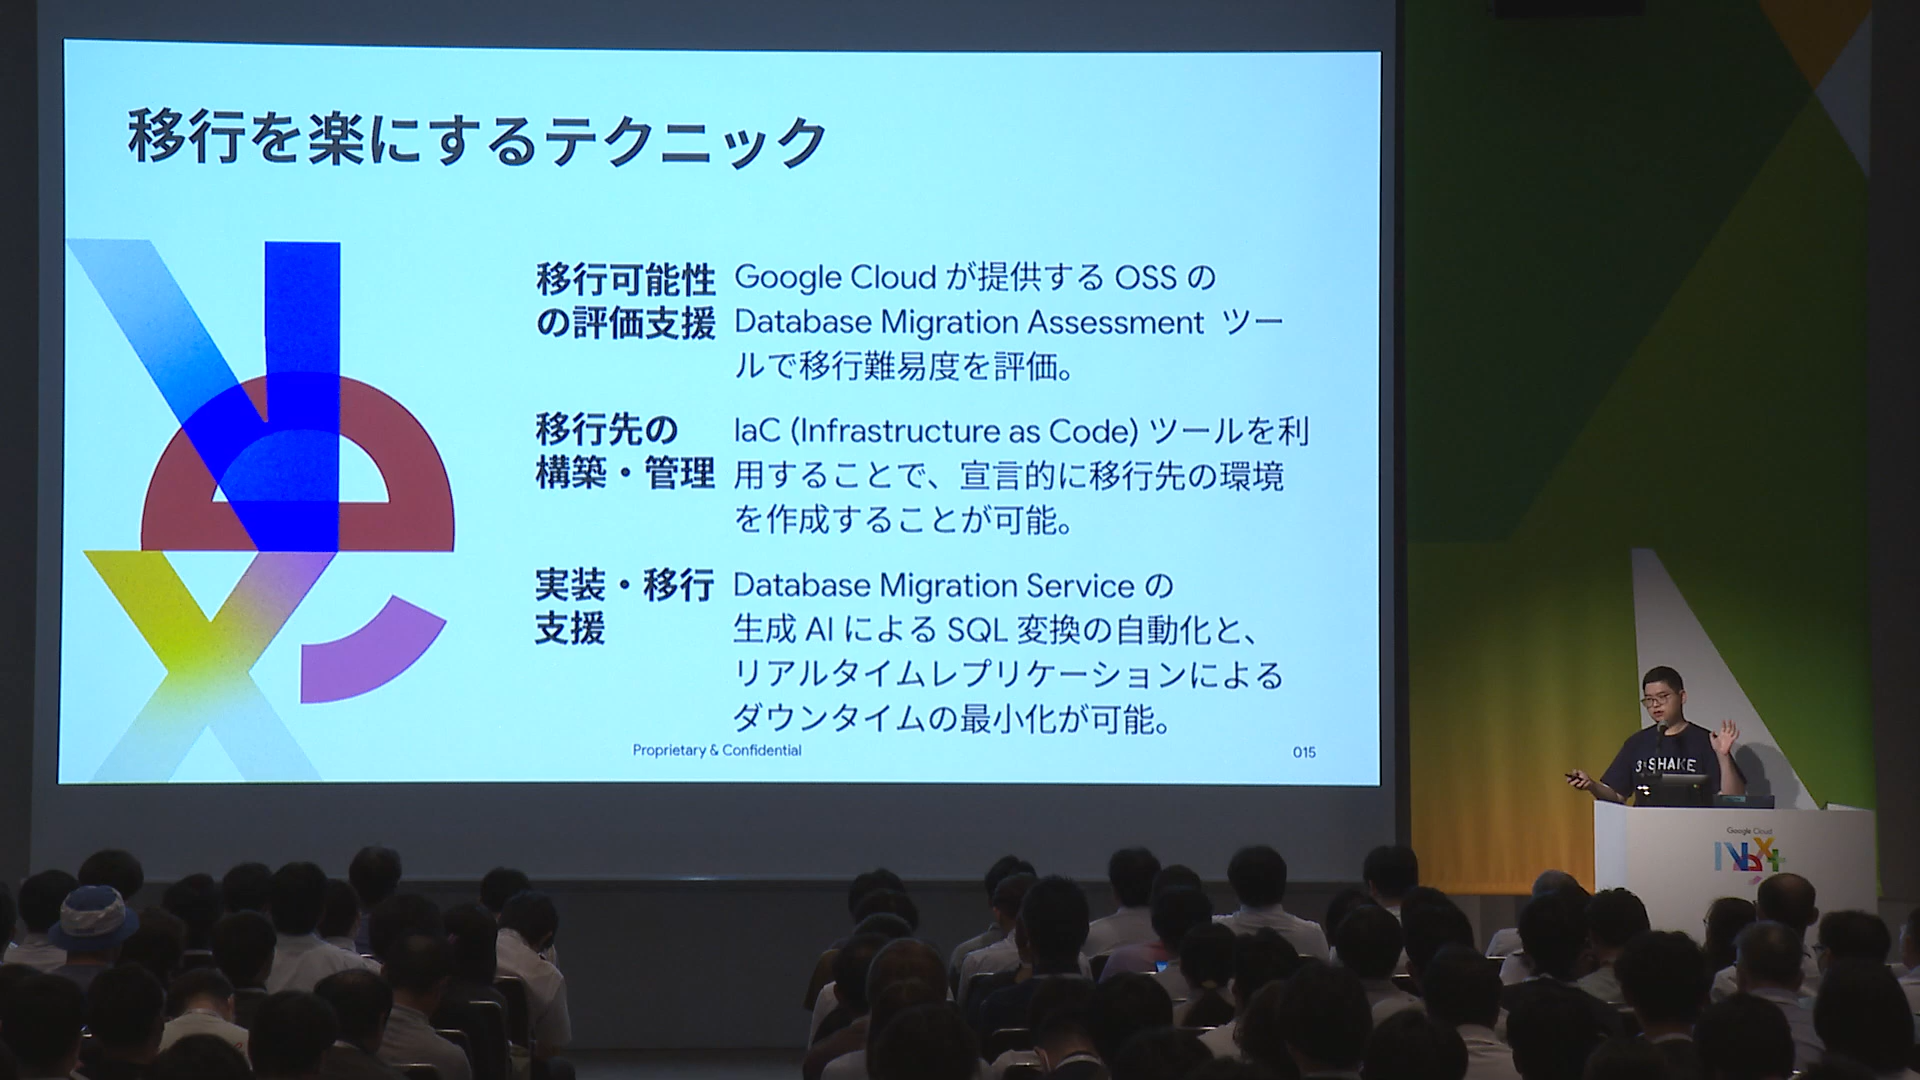 移行を楽にするテクニック
移行可能性
の評価支援
Google Cloud が提供する OSS の
Database Migration Assessment ツー
ルで移行難易度を評価。
移行先の
構築・管理
IaC (Infrastructure as Code) ツールを利
用することで、宣言的に移行先の環境
を作成することが可能。
実装・移行
支援
Database Migration Service の
生成 AI による SQL 変換の自動化と、
リアルタイムレプリケーションによる
ダウンタイムの最小化が可能。
Proprietary & Confidential
015
3-SHAKE
Google Cloud
Next